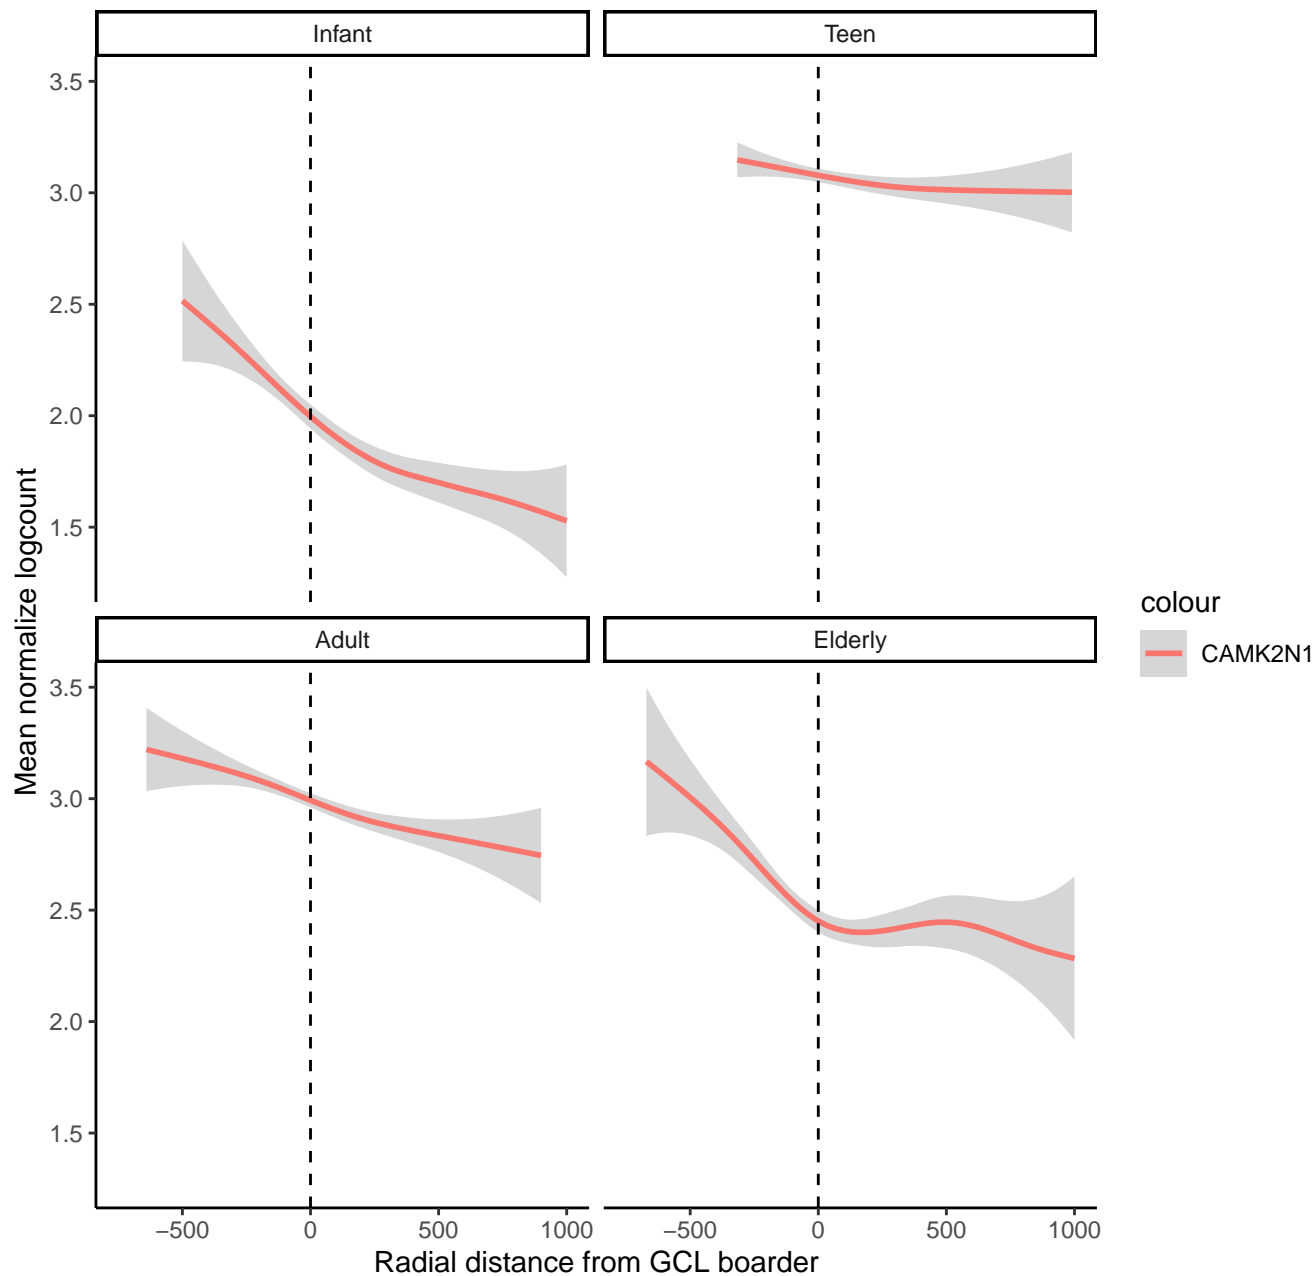 Infant
Teen
3.5
3.0
2.5
2.0
1.5
Adult
Elderly
3.5
3.0
2.5
2.0
1.5
−500 0 500 1000
−500 0 500 1000
Mean normalize logcount
Radial distance from GCL boarder
colour
CAMK2N1